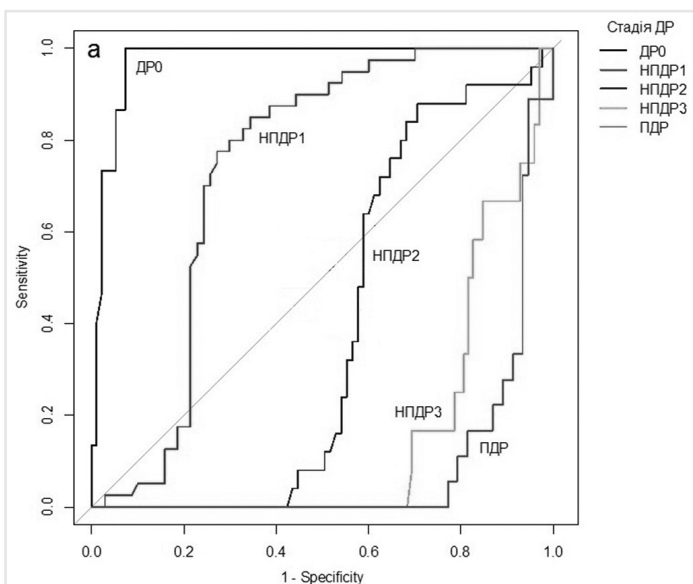 a
Стадія ДР
ДР0
НПДР1
НПДР2
НПДР3
ПДР
ДР0
НПДР1
НПДР2
НПДР3
ПДР
Sensitivity
1.0
0.8
0.6
0.4
0.2
0.0
0.0 0.2 0.4 0.6 0.8 1.0
1 - Specificity